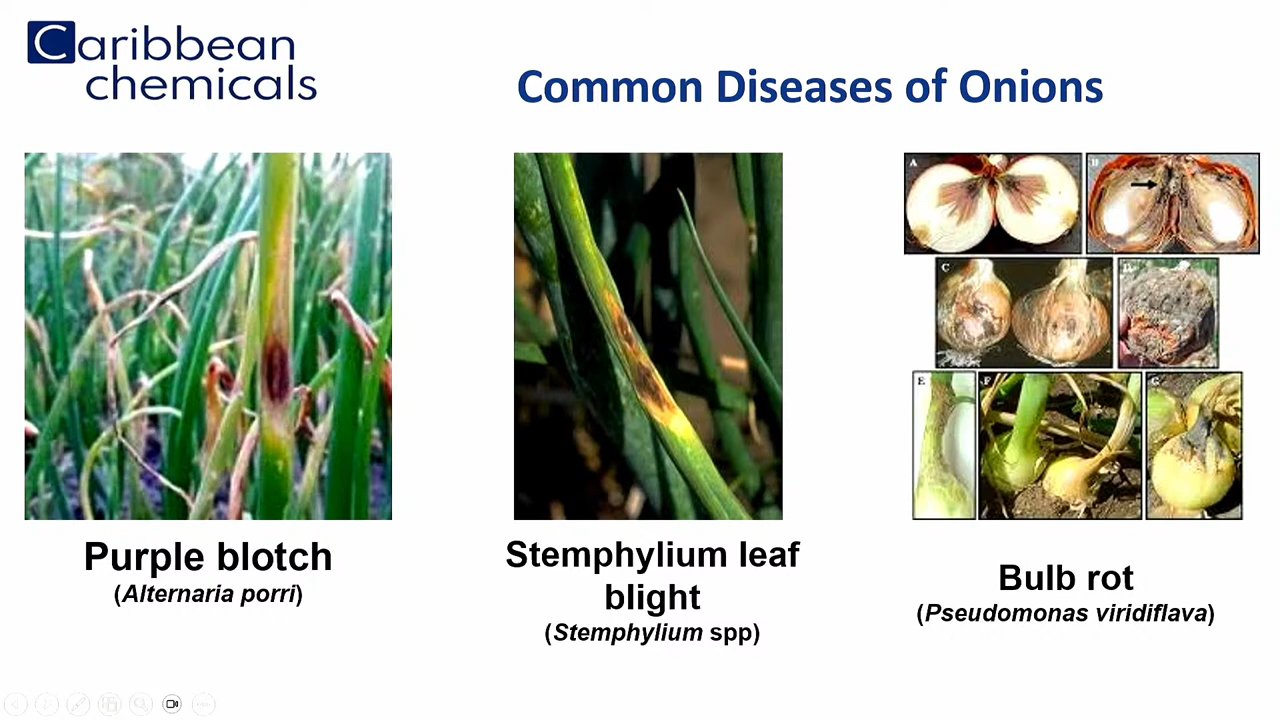 Caribbean
chemicals
Common Diseases of Onions
A
B
C
D
E
F
G
Purple blotch
(Alternaria porri)
Stemphylium leaf
blight
(Stemphylium spp)
Bulb rot
(Pseudomonas viridiflava)